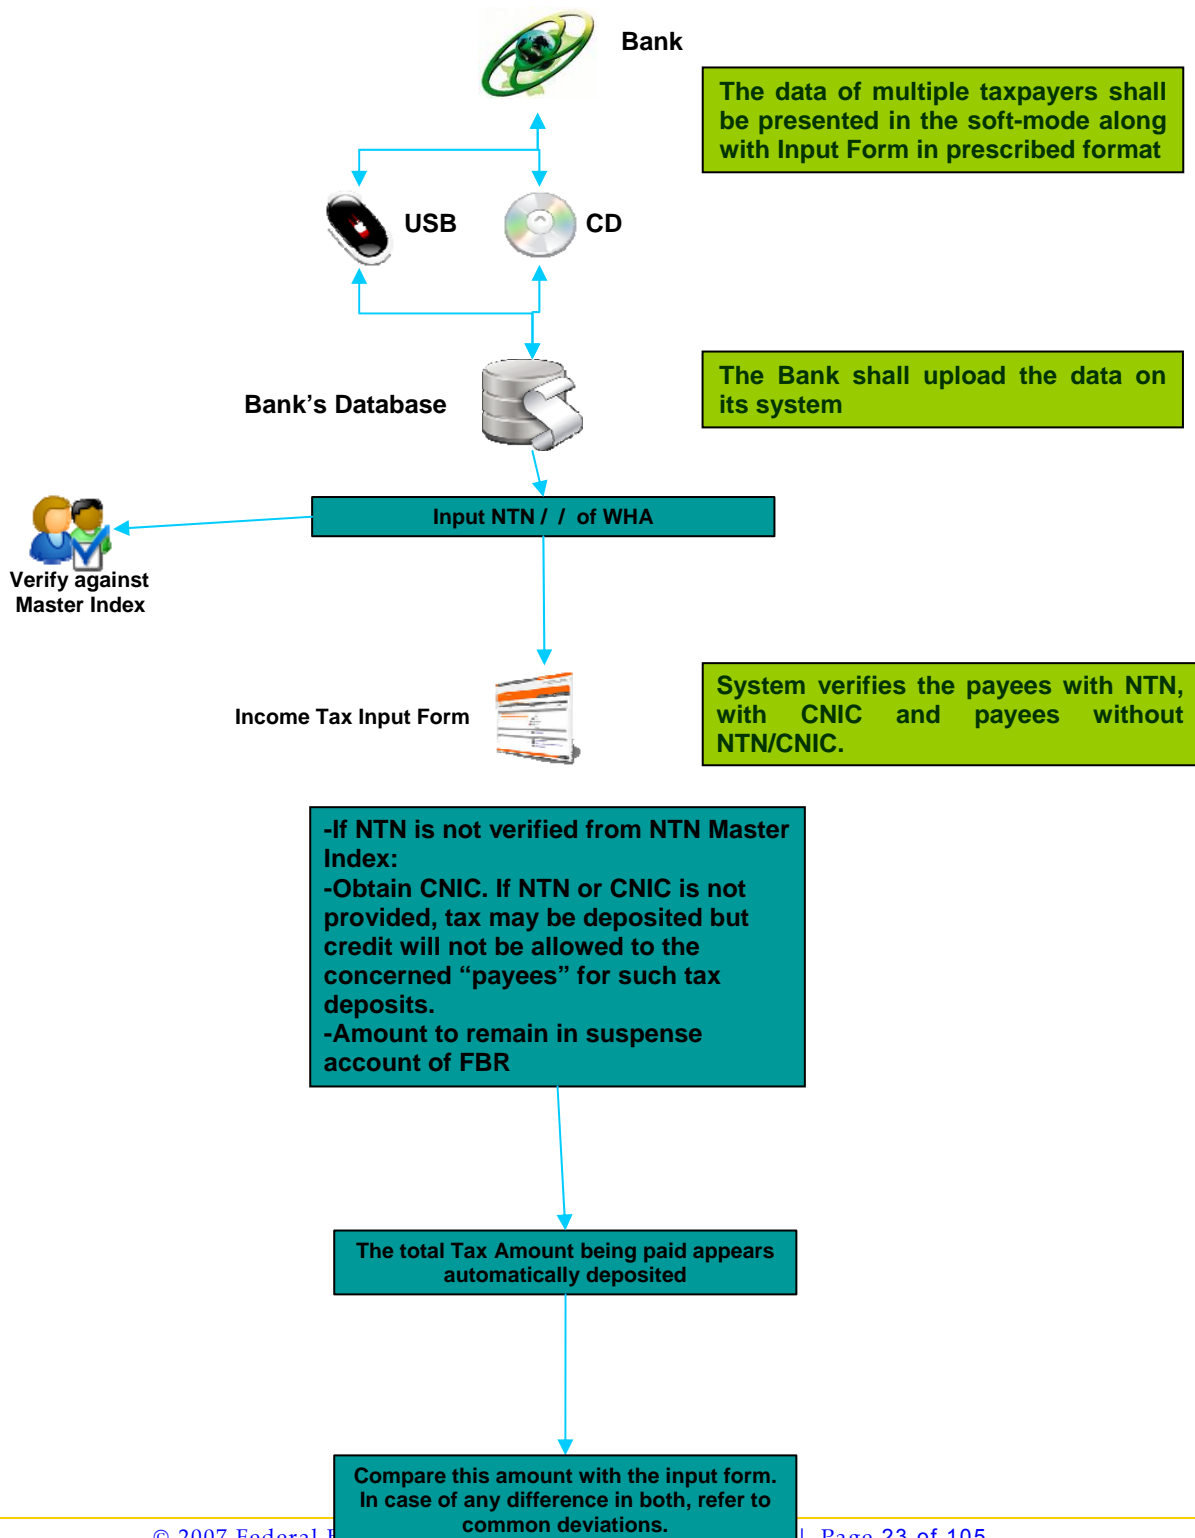 Bank
The data of multiple taxpayers shall
be presented in the soft-mode along
with Input Form in prescribed format
USB
CD
Bank’s Database
The Bank shall upload the data on
its system
Input NTN / / of WHA
Verify against
Master Index
Income Tax Input Form
System verifies the payees with NTN,
with CNIC and payees without
NTN/CNIC.
-If NTN is not verified from NTN Master
Index:
-Obtain CNIC. If NTN or CNIC is not
provided, tax may be deposited but
credit will not be allowed to the
concerned “payees” for such tax
deposits.
-Amount to remain in suspense
account of FBR
The total Tax Amount being paid appears
automatically deposited
Compare this amount with the input form.
In case of any difference in both, refer to
common deviations.
© 2007 Federal | Page 23 of 105